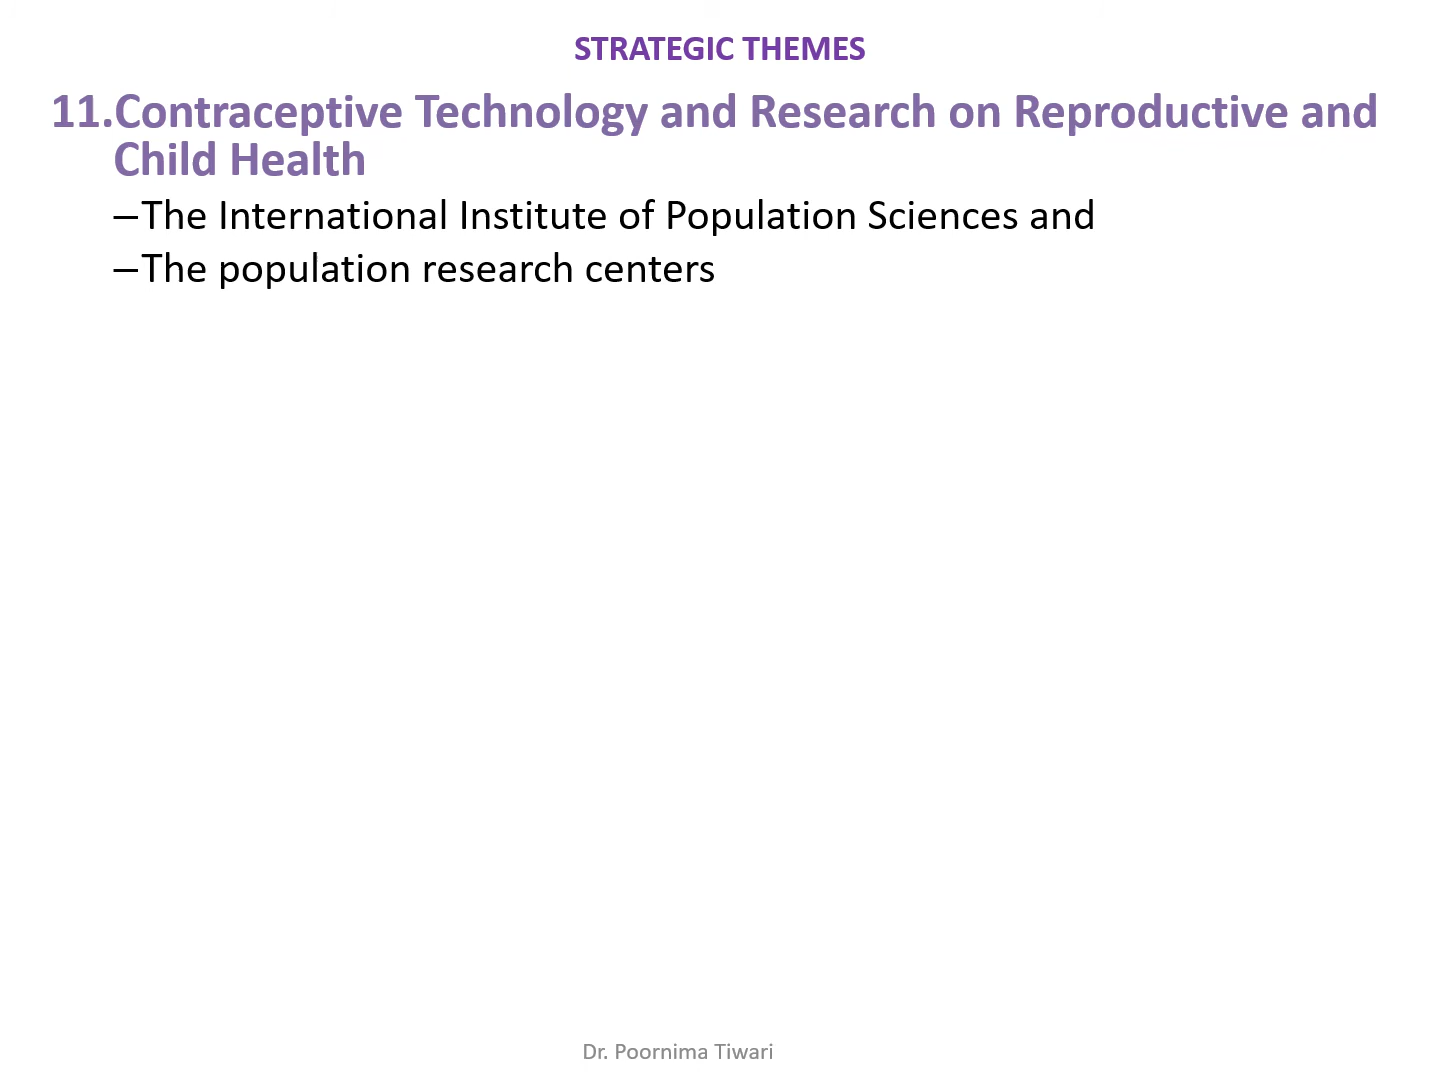 STRATEGIC THEMES
11.Contraceptive Technology and Research on Reproductive and
Child Health
–The International Institute of Population Sciences and
–The population research centers
Dr. Poornima Tiwari